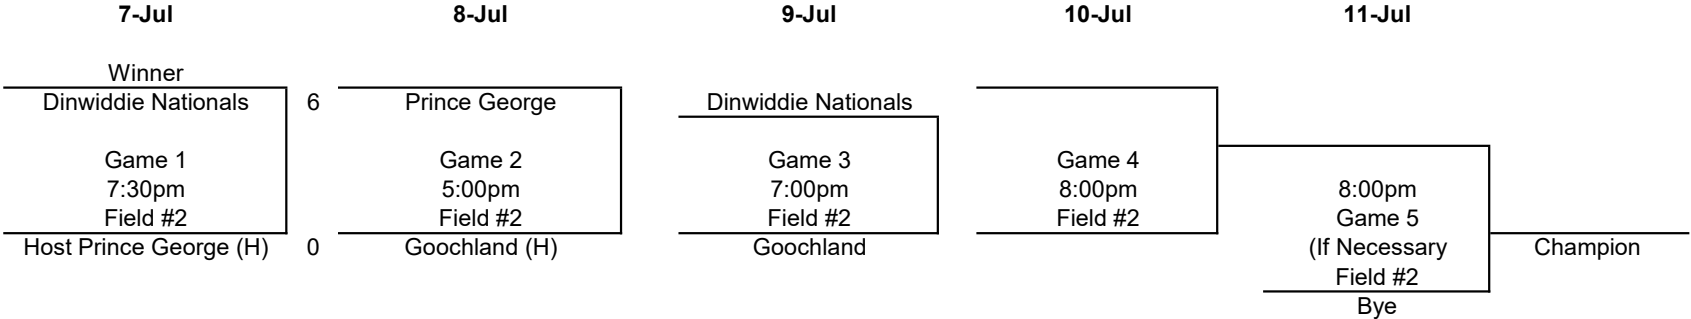 7-Jul 8-Jul 9-Jul 10-Jul 11-Jul
Winner
Dinwiddie Nationals 6 Prince George Dinwiddie Nationals
Game 1 Game 2 Game 3 Game 4
7:30pm 5:00pm 7:00pm 8:00pm 8:00pm
Field #2 Field #2 Field #2 Field #2 Game 5
Host Prince George (H) 0 Goochland (H) Goochland (If Necessary Champion
Field #2
Bye